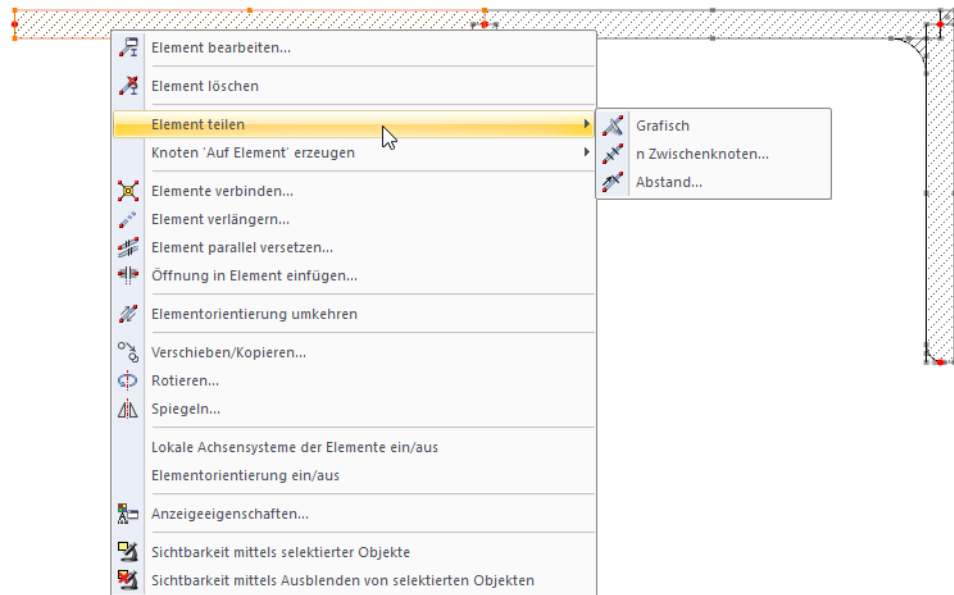 Element bearbeiten...
Element löschen
Element teilen
Grafisch
Knoten 'Auf Element' erzeugen
n Zwischenknoten...
Abstand...
Elemente verbinden...
Element verlängern...
Element parallel versetzen...
Öffnung in Element einfügen...
Elementorientierung umkehren
Verschieben/Kopieren...
Rotieren...
Spiegeln...
Lokale Achsensysteme der Elemente ein/aus
Elementorientierung ein/aus
Anzeigeeigenschaften...
Sichtbarkeit mittels selektierter Objekte
Sichtbarkeit mittels Ausblenden von selektierten Objekten